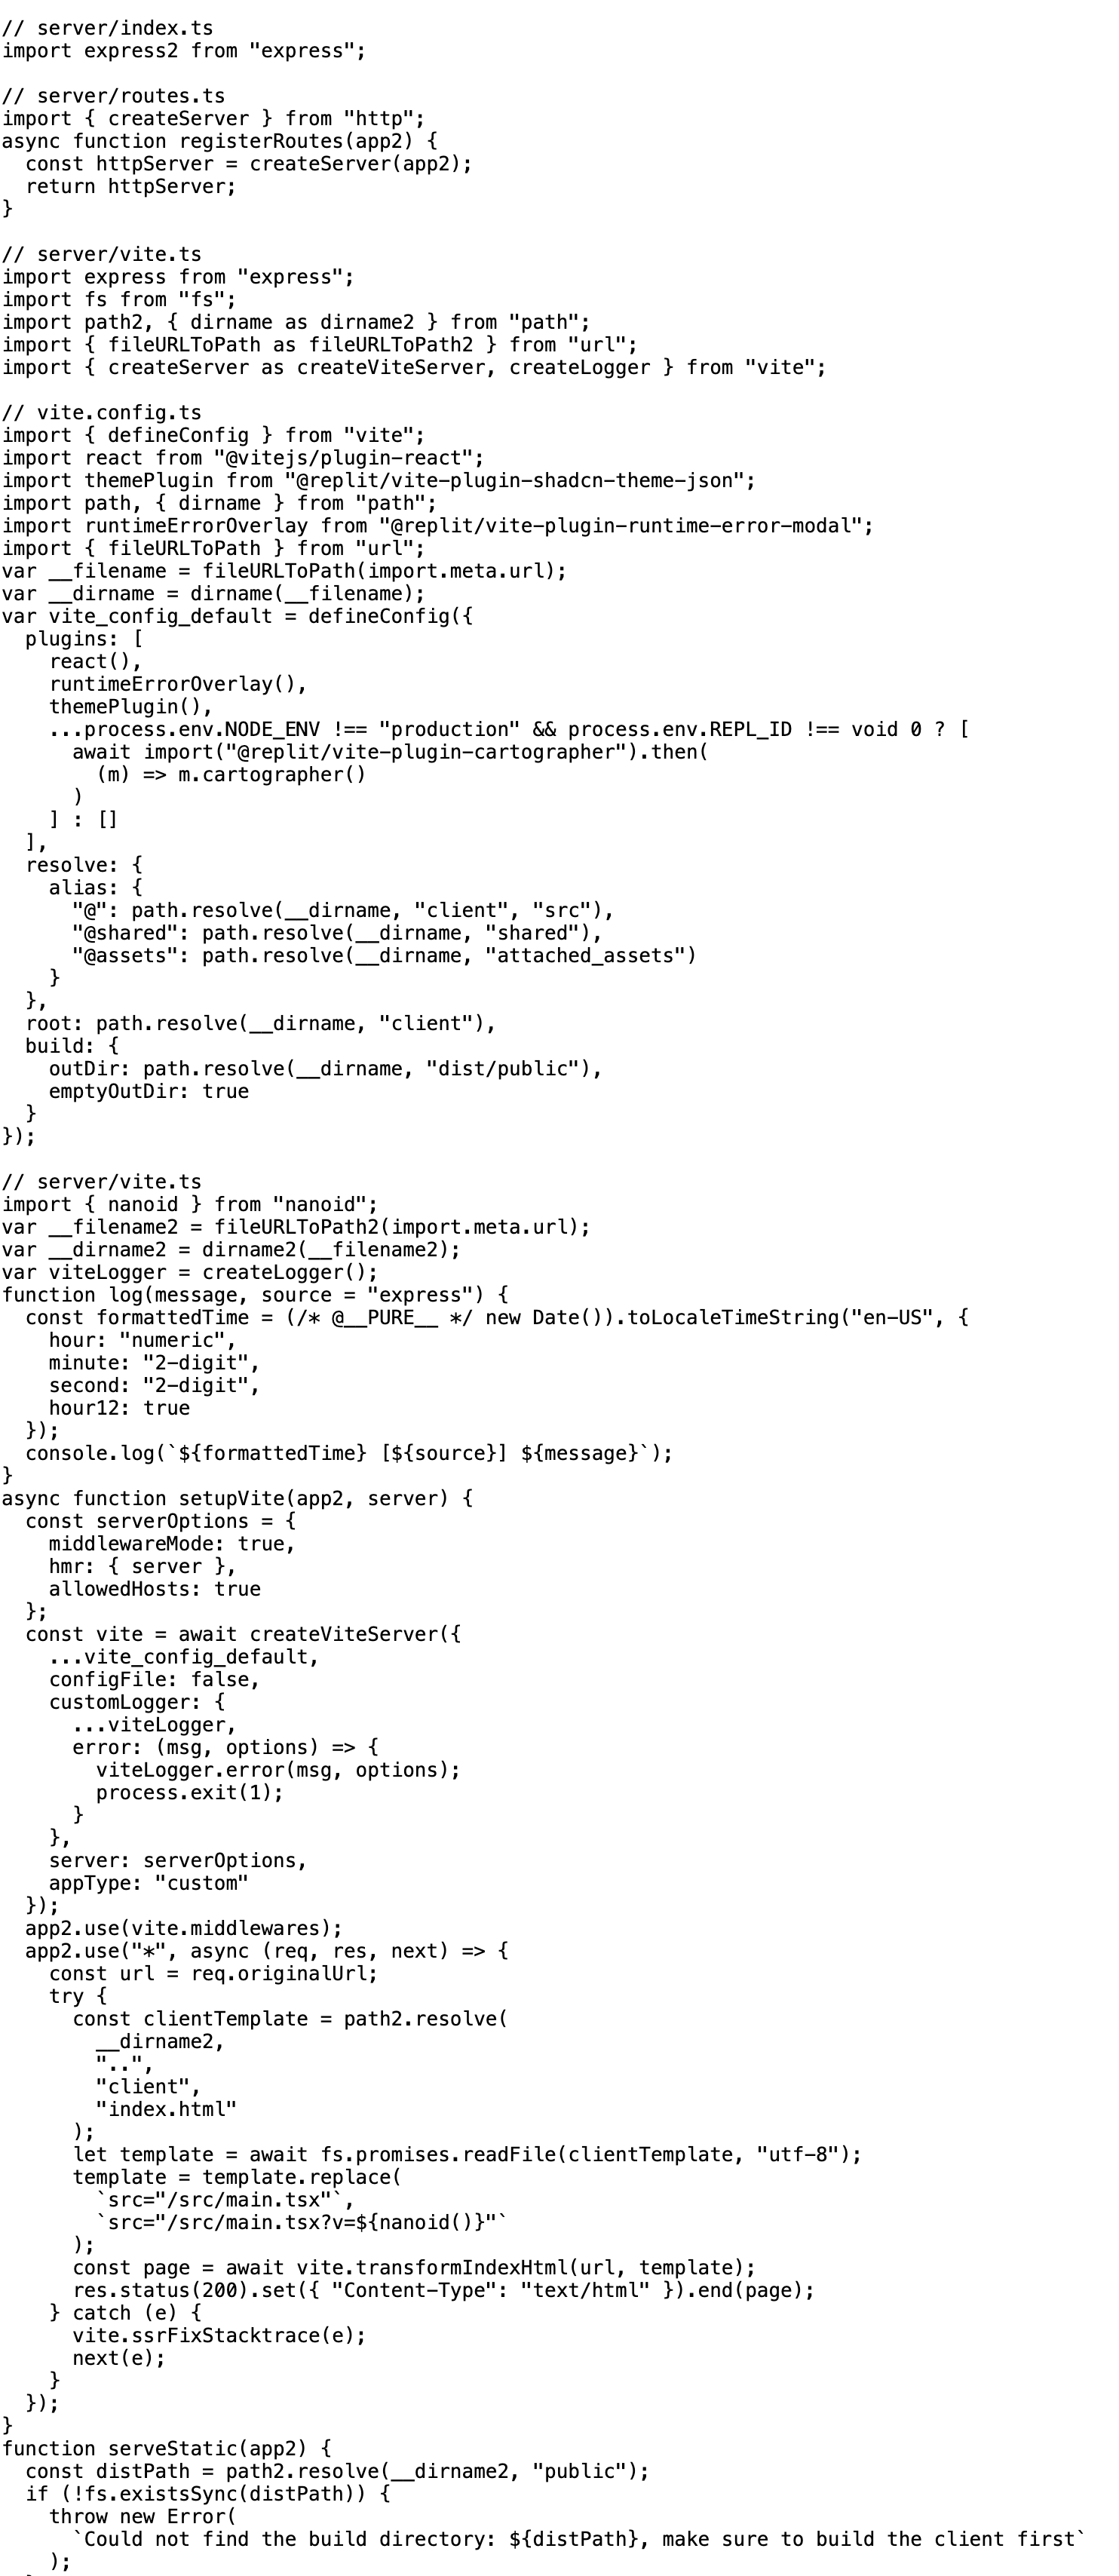 // server/index.ts
import express2 from "express";

// server/routes.ts
import { createServer } from "http";
async function registerRoutes(app2) {
  const httpServer = createServer(app2);
  return httpServer;
}

// server/vite.ts
import express from "express";
import fs from "fs";
import path2, { dirname as dirname2 } from "path";
import { fileURLToPath as fileURLToPath2 } from "url";
import { createServer as createViteServer, createLogger } from "vite";

// vite.config.ts
import { defineConfig } from "vite";
import react from "@vitejs/plugin-react";
import themePlugin from "@replit/vite-plugin-shadcn-theme-json";
import path, { dirname } from "path";
import runtimeErrorOverlay from "@replit/vite-plugin-runtime-error-modal";
import { fileURLToPath } from "url";
var __filename = fileURLToPath(import.meta.url);
var __dirname = dirname(__filename);
var vite_config_default = defineConfig({
  plugins: [
    react(),
    runtimeErrorOverlay(),
    themePlugin(),
    ...process.env.NODE_ENV !== "production" && process.env.REPL_ID !== void 0 ? [
      await import("@replit/vite-plugin-cartographer").then(
        (m) => m.cartographer()
      )
    ] : []
  ],
  resolve: {
    alias: {
      "@": path.resolve(__dirname, "client", "src"),
      "@shared": path.resolve(__dirname, "shared"),
      "@assets": path.resolve(__dirname, "attached_assets")
    }
  },
  root: path.resolve(__dirname, "client"),
  build: {
    outDir: path.resolve(__dirname, "dist/public"),
    emptyOutDir: true
  }
});

// server/vite.ts
import { nanoid } from "nanoid";
var __filename2 = fileURLToPath2(import.meta.url);
var __dirname2 = dirname2(__filename2);
var viteLogger = createLogger();
function log(message, source = "express") {
  const formattedTime = (/* @__PURE__ */ new Date()).toLocaleTimeString("en-US", {
    hour: "numeric",
    minute: "2-digit",
    second: "2-digit",
    hour12: true
  });
  console.log(`${formattedTime} [${source}] ${message}`);
}
async function setupVite(app2, server) {
  const serverOptions = {
    middlewareMode: true,
    hmr: { server },
    allowedHosts: true
  };
  const vite = await createViteServer({
    ...vite_config_default,
    configFile: false,
    customLogger: {
      ...viteLogger,
      error: (msg, options) => {
        viteLogger.error(msg, options);
        process.exit(1);
      }
    },
    server: serverOptions,
    appType: "custom"
  });
  app2.use(vite.middlewares);
  app2.use("*", async (req, res, next) => {
    const url = req.originalUrl;
    try {
      const clientTemplate = path2.resolve(
        __dirname2,
        "..",
        "client",
        "index.html"
      );
      let template = await fs.promises.readFile(clientTemplate, "utf-8");
      template = template.replace(
        `src="/src/main.tsx"`,
        `src="/src/main.tsx?v=${nanoid()}"`
      );
      const page = await vite.transformIndexHtml(url, template);
      res.status(200).set({ "Content-Type": "text/html" }).end(page);
    } catch (e) {
      vite.ssrFixStacktrace(e);
      next(e);
    }
  });
}
function serveStatic(app2) {
  const distPath = path2.resolve(__dirname2, "public");
  if (!fs.existsSync(distPath)) {
    throw new Error(
      `Could not find the build directory: ${distPath}, make sure to build the client first`
    );